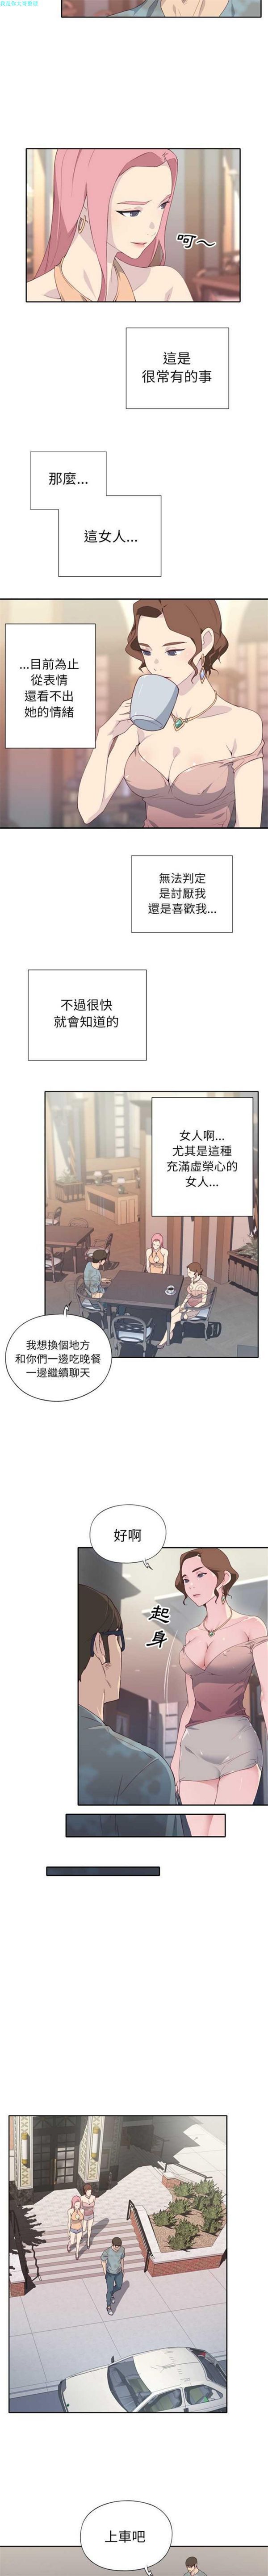 呵～
這是
很常有的事
那麼...
這女人...
...目前為止
從表情
還看不出
她的情緒
無法判定
是討厭我
還是喜歡我...
不過很快
就會知道的
女人啊...
尤其是這種
充滿虛榮心的
女人...
我想換個地方
和你們一邊吃晚餐
一邊繼續聊天
好啊
起身
上車吧